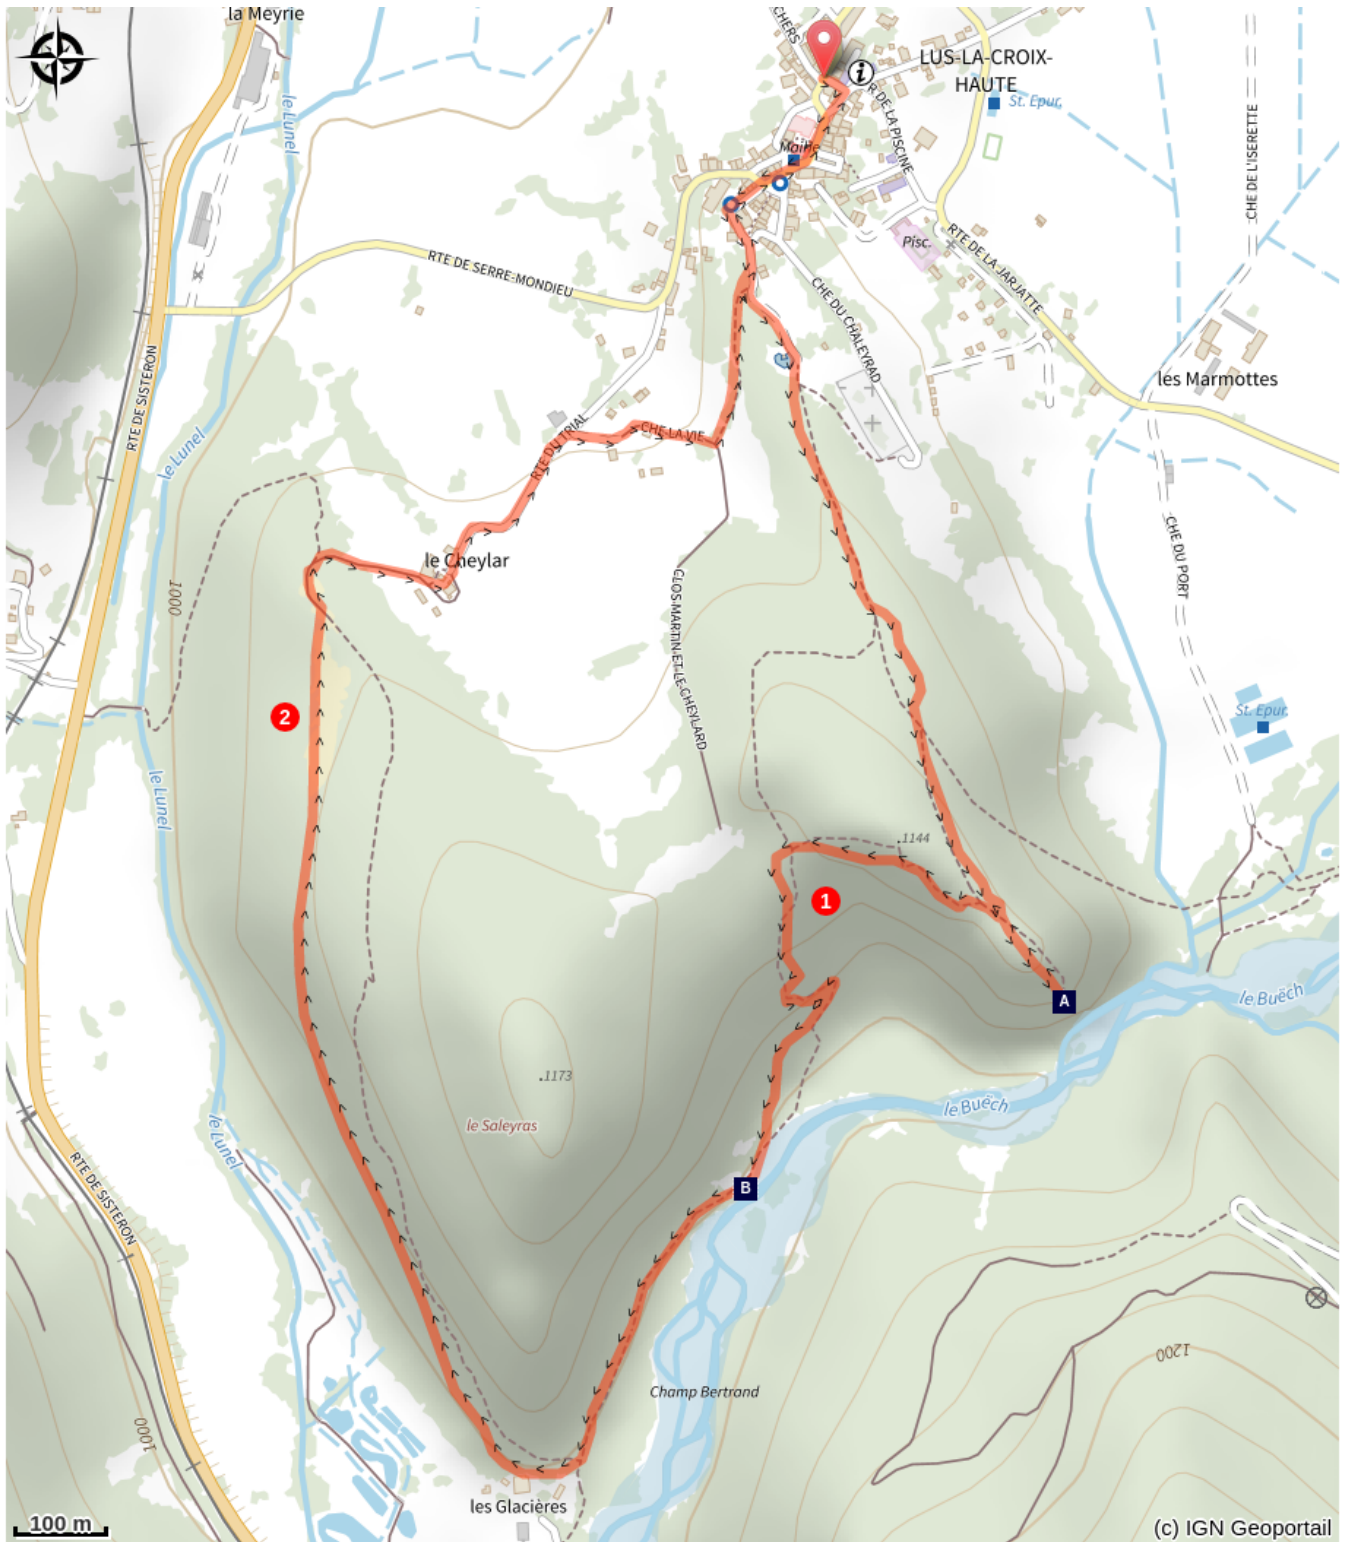 la Meyrie
CHERS
LUS-LA-CROIX-
HAUTE
St. Epur.
R DE LA PISCINE
le Lunel
CHE DE L'ISERETTE
Mairie
Pisc.
RTE DE LA JARJATTE
RTE DE SERRE-MONDIEU
CHE DU CHALEYRAD
les Marmottes
RTE DE SISTERON
le Lunel
RTE DU TRIAL
CHE LA VIE
CHE DU PORT
le Cheylar
1000
CLOS MARTIN ET LE CHEYLARD
2
St. Epur.
le Lunel
1144
1
A
le Buëch
le Buëch
1173
le Saleyras
le Lunel
B
RTE DE SISTERON
1200
Champ Bertrand
1000
les Glacières
100 m
(c) IGN Geoportail